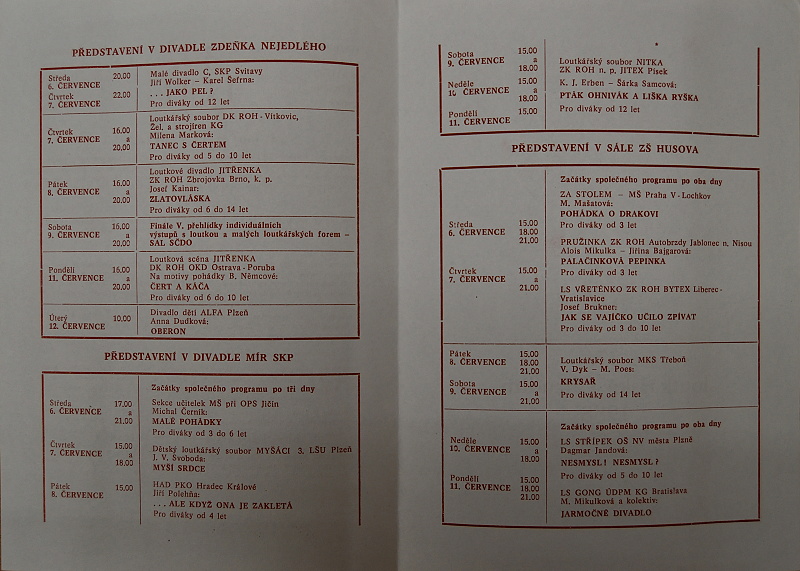 PŘEDSTAVENÍ V DIVADLE ZDEŇKA NEJEDLÉHO
Středa 20.00
6. ČERVENCE
Čtvrtek 22.00
7. ČERVENCE
Malé divadlo C, SKP Svitavy
Jiří Wolker – Karel Šefrna:
. . . JAKO PEL ?
Pro diváky od 12 let
Čtvrtek 16.00
7. ČERVENCE a
20.00
Loutkářský soubor DK ROH - Vítkovic,
Žel. a strojíren KG
Milena Marková:
TANEC S ČERTEM
Pro diváky od 5 do 10 let
Pátek 16.00
8. ČERVENCE a
20.00
Loutkové divadlo JITŘENKA
ZK ROH Zbrojovka Brno, k. p.
Josef Kainar:
ZLATOVLÁSKA
Pro diváky od 6 do 14 let
Sobota 16.00
9. ČERVENCE a
20.00
Finále V. přehlídky individuálních
výstupů s loutkou a malých loutkářských forem –
SAL SČDO
Pondělí 16.00
11. ČERVENCE a
20.00
Loutková scéna JITŘENKA
DK ROH OKD Ostrava - Poruba
Na motivy pohádky B. Němcové:
ČERT A KÁČA
Pro diváky od 6 do 10 let
Úterý 10.00
12. ČERVENCE
Divadlo dětí ALFA Plzeň
Anna Dudková:
OBERON
PŘEDSTAVENÍ V DIVADLE MÍR SKP
Začátky společného programu po tři dny
Středa 17.00
6. ČERVENCE a
21.00
Sekce učitelek MŠ při OPS Jičín
Michal Černík:
MALÉ POHÁDKY
Pro diváky od 3 do 6 let
Čtvrtek 15.00
7. ČERVENCE a
18.00
Dětský loutkářský soubor MYŠÁCI 3. LŠU Plzeň
J. V. Svoboda:
MYŠÍ SRDCE
Pátek 15.00
8. ČERVENCE
HAD PKO Hradec Králové
Jiří Polehňa:
. . . ALE KDYŽ ONA JE ZAKLETÁ
Pro diváky od 4 let
Sobota 15.00
9. ČERVENCE a
18.00
Neděle 15.00
10. ČERVENCE a
18.00
Pondělí 15.00
11. ČERVENCE
Loutkářský soubor NITKA
ZK ROH n. p. JITEX Písek
K. J. Erben – Šárka Samcová:
PTÁK OHNIVÁK A LIŠKA RYŠKA
Pro diváky od 12 let
PŘEDSTAVENÍ V SÁLE ZŠ HUSOVA
Začátky společného programu po oba dny
Středa 15.00
6. ČERVENCE 18.00
21.00
Čtvrtek 15.00
7. ČERVENCE a
21.00
ZA STOLEM – MŠ Praha V - Lochkov
M. Mašatová:
POHÁDKA O DRAKOVI
Pro diváky od 3 let
PRUŽINKA ZK ROH Autobrzdy Jablonec n. Nisou
Alois Mikulka – Jiřina Bajgarová:
PALAČINKOVÁ PEPINKA
Pro diváky od 3 let
LS VŘETÉNKO ZK ROH BYTEX Liberec -
Vratislavice
Josef Brukner:
JAK SE VAJÍČKO UČILO ZPÍVAT
Pro diváky od 3 do 10 let
Pátek 15.00
8. ČERVENCE 18.00
21.00
Sobota 15.00
9. ČERVENCE a
21.00
Loutkářský soubor MKS Třeboň
V. Dyk – M. Poes:
KRYSAŘ
Pro diváky od 14 let
Začátky společného programu po oba dny
Neděle 15.00
10. ČERVENCE a
18.00
Pondělí 15.00
11. ČERVENCE 18.00
21.00
LS STŘÍPEK OŠ NV města Plzně
Dagmar Jandová:
NESMYSL ! NESMYSL ?
Pro diváky od 5 do 10 let
LS GONG ÚDPM KG Bratislava
M. Mikulková a kolektív:
JARMOČNÉ DIVADLO